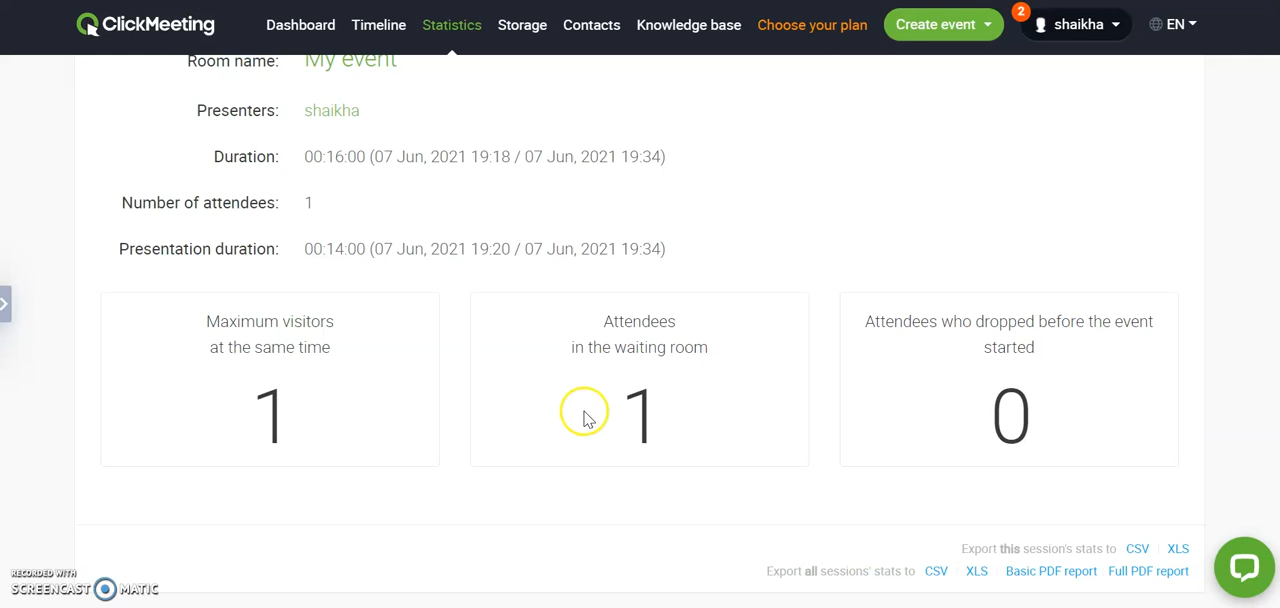 ClickMeeting Dashboard Timeline Statistics Storage Contacts Knowledge base Choose your plan Create event 2 shaikha EN
Room name: My event
Presenters: shaikha
Duration: 00:16:00 (07 Jun, 2021 19:18 / 07 Jun, 2021 19:34)
Number of attendees: 1
Presentation duration: 00:14:00 (07 Jun, 2021 19:20 / 07 Jun, 2021 19:34)
Maximum visitors
at the same time
1
Attendees
in the waiting room
1
Attendees who dropped before the event
started
0
Export this session's stats to CSV XLS
Export all sessions' stats to CSV XLS Basic PDF report Full PDF report
RECORDED WITH
SCREENCAST MATIC